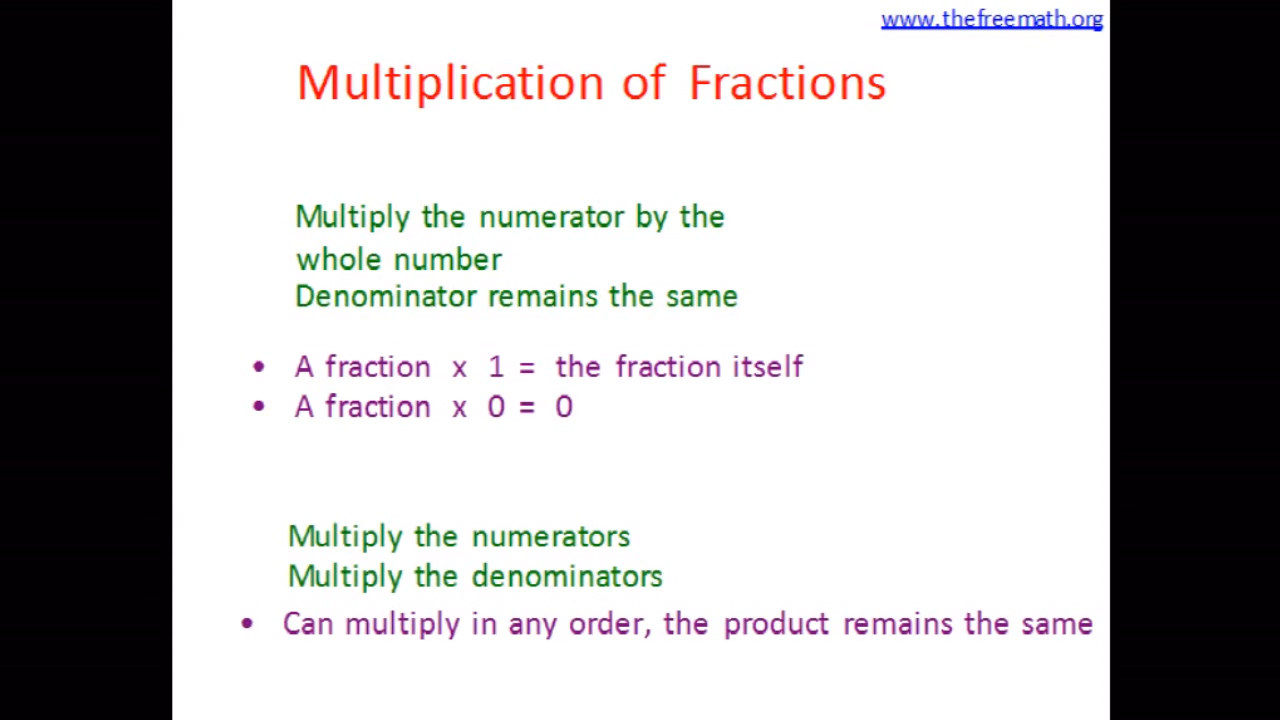 www.thefreemath.org
Multiplication of Fractions
Multiply the numerator by the
whole number
Denominator remains the same
• A fraction x 1 = the fraction itself
• A fraction x 0 = 0
Multiply the numerators
Multiply the denominators
• Can multiply in any order, the product remains the same